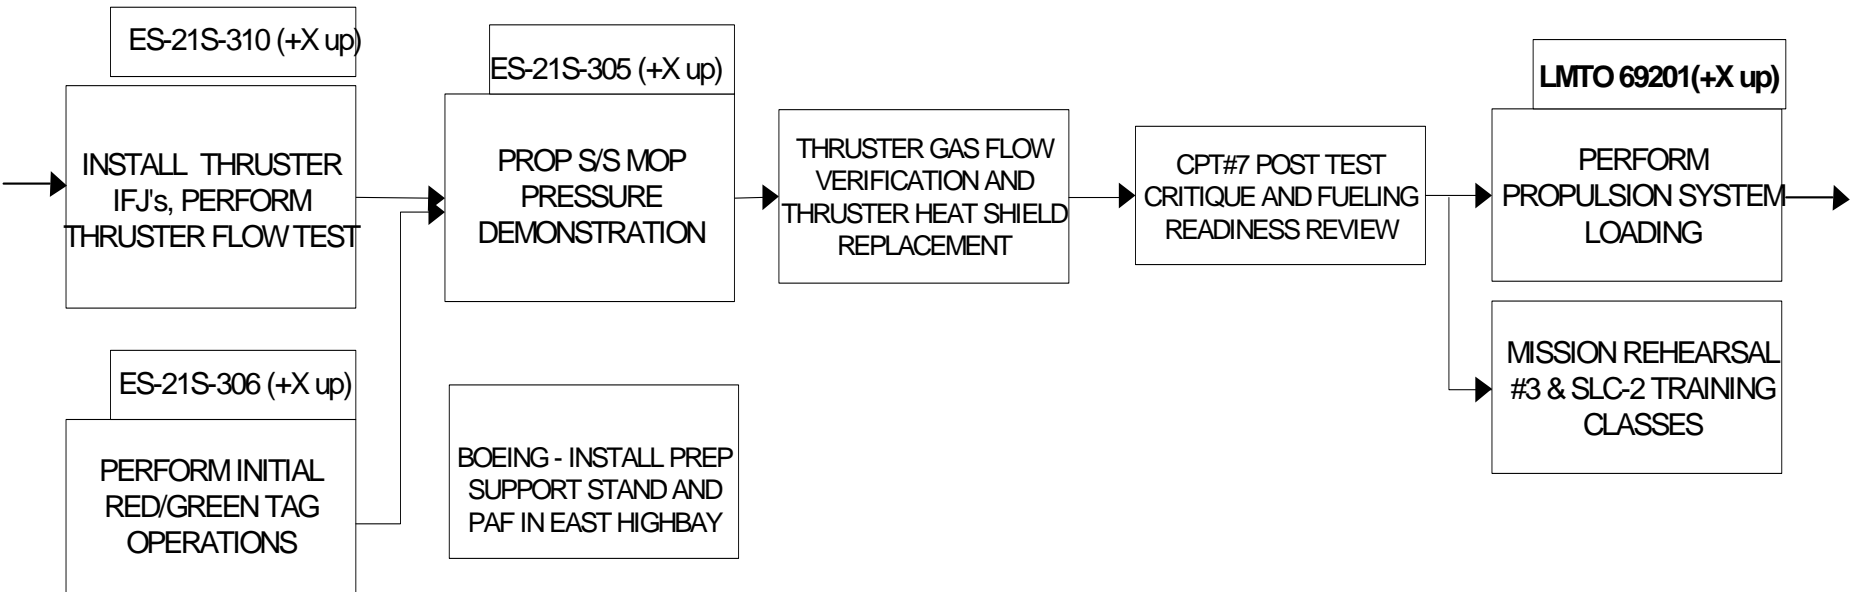 ES-21S-310 (+X up)
INSTALL THRUSTER
IFJ's, PERFORM
THRUSTER FLOW TEST
ES-21S-306 (+X up)
PERFORM INITIAL
RED/GREEN TAG
OPERATIONS
ES-21S-305 (+X up)
PROP S/S MOP
PRESSURE
DEMONSTRATION
BOEING - INSTALL PREP
SUPPORT STAND AND
PAF IN EAST HIGHBAY
THRUSTER GAS FLOW
VERIFICATION AND
THRUSTER HEAT SHIELD
REPLACEMENT
CPT#7 POST TEST
CRITIQUE AND FUELING
READINESS REVIEW
LMTO 69201(+X up)
PERFORM
PROPULSION SYSTEM
LOADING
MISSION REHEARSAL
#3 & SLC-2 TRAINING
CLASSES